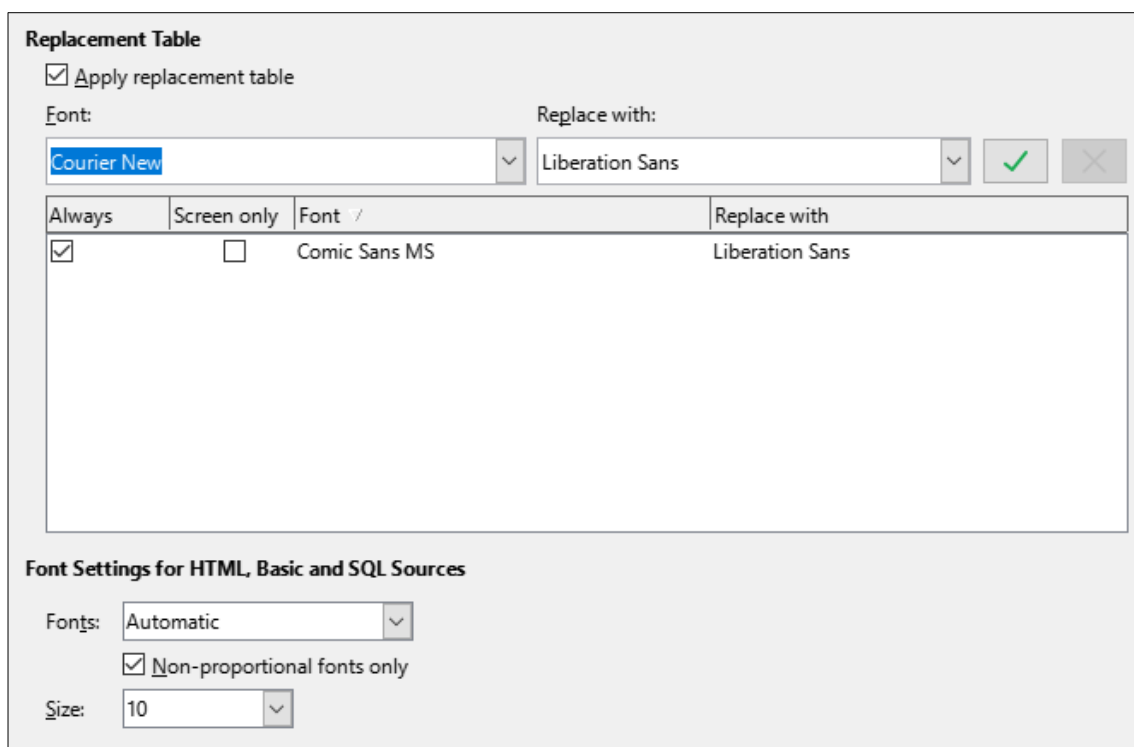 Replacement Table
Apply replacement table
Font: Replace with:
Courier New Liberation Sans
Always Screen only Font Replace with
Comic Sans MS Liberation Sans
Font Settings for HTML, Basic and SQL Sources
Fonts: Automatic
Non-proportional fonts only
Size: 10